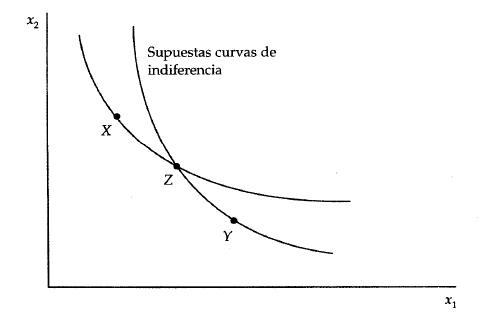 x₂
Supuestas curvas de
indiferencia
X
Z
Y
x₁